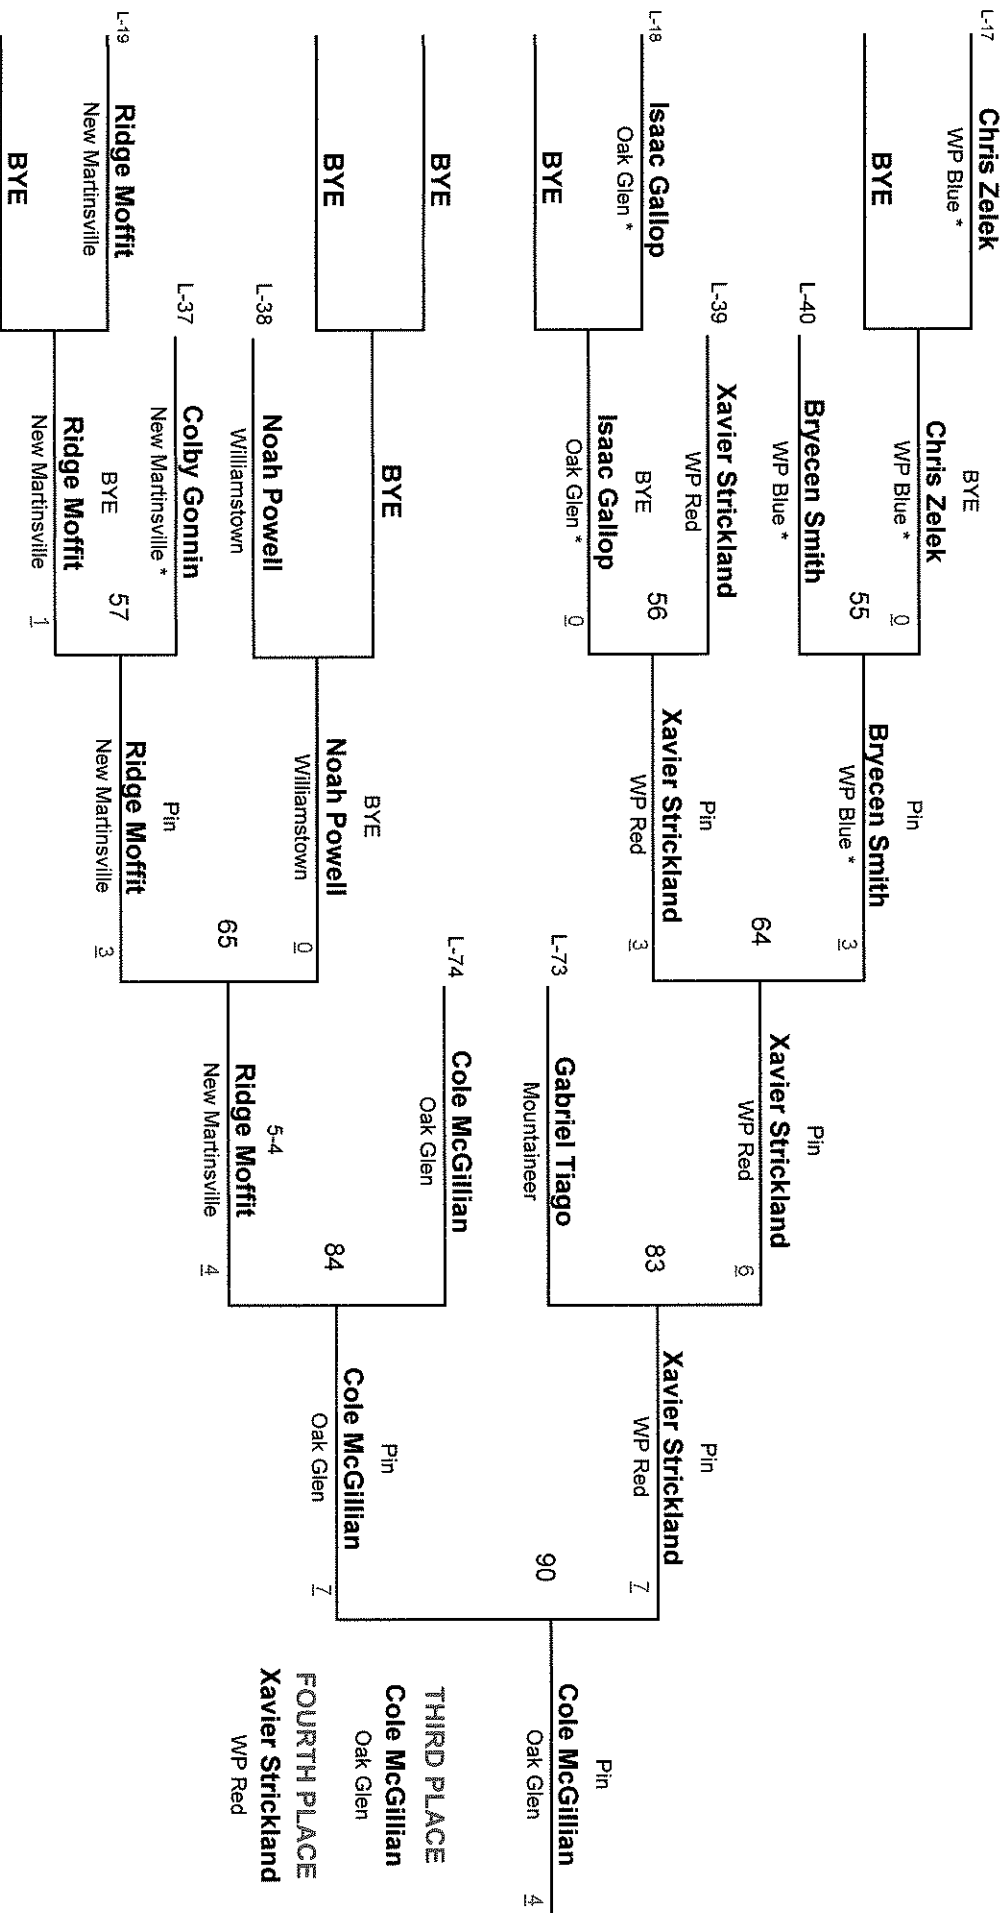 L-17
Chris Zelek
WP Blue *
BYE
L-18
Isaac Gallop
Oak Glen *
BYE
BYE
BYE
L-19
Ridge Moffit
New Martinsville
BYE
BYE
Chris Zelek
WP Blue *
0
55
L-40
Bryecen Smith
WP Blue *
L-39
Xavier Strickland
WP Red
56
BYE
Isaac Gallop
Oak Glen *
0
BYE
L-38
Noah Powell
Williamstown
L-37
Colby Gonnin
New Martinsville *
57
BYE
Ridge Moffit
New Martinsville
1
Pin
Bryecen Smith
WP Blue *
3
64
Pin
Xavier Strickland
WP Red
3
BYE
Noah Powell
Williamstown
0
65
Pin
Ridge Moffit
New Martinsville
3
Pin
Xavier Strickland
WP Red
6
83
L-73
Gabriel Tiago
Mountaineer
L-74
Cole McGillian
Oak Glen
84
5-4
Ridge Moffit
New Martinsville
4
Pin
Xavier Strickland
WP Red
7
90
Pin
Cole McGillian
Oak Glen
7
Pin
Cole McGillian
Oak Glen
4
THIRD PLACE
Cole McGillian
Oak Glen
FOURTH PLACE
Xavier Strickland
WP Red